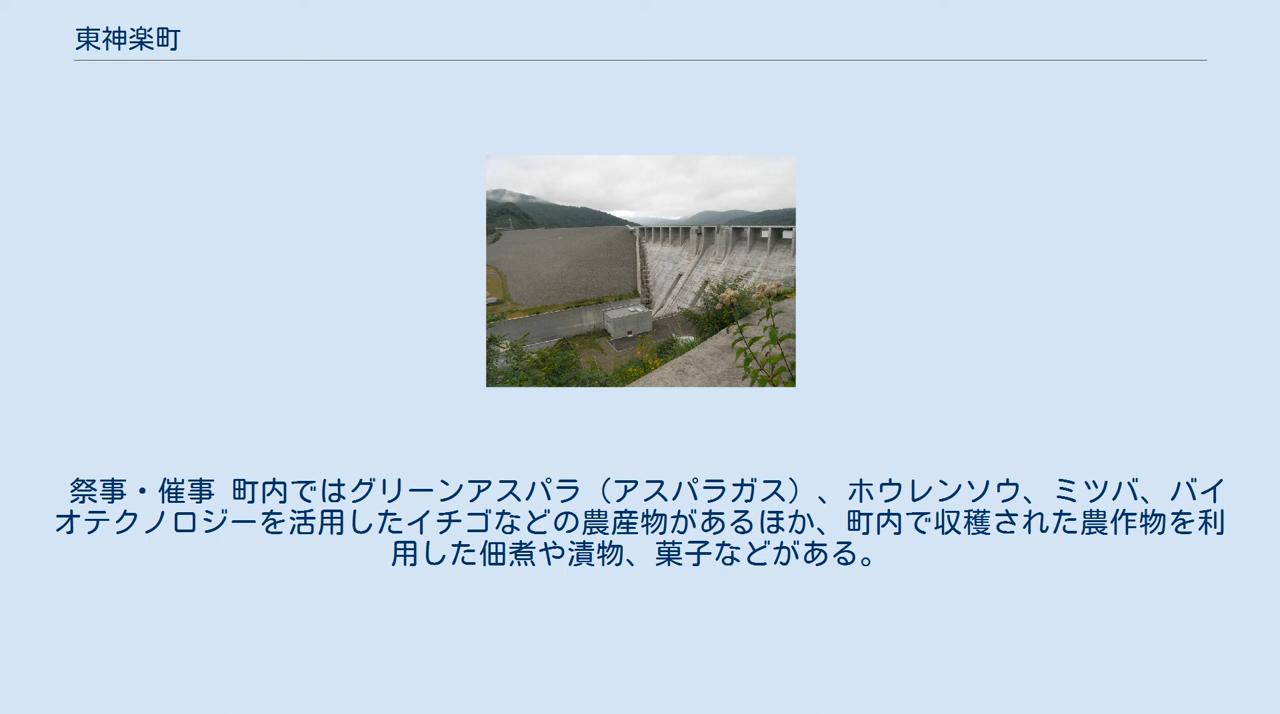 東神楽町
祭事・催事 町内ではグリーンアスパラ（アスパラガス）、ホウレンソウ、ミツバ、バイ
オテクノロジーを活用したイチゴなどの農産物があるほか、町内で収穫された農作物を利
用した佃煮や漬物、菓子などがある。